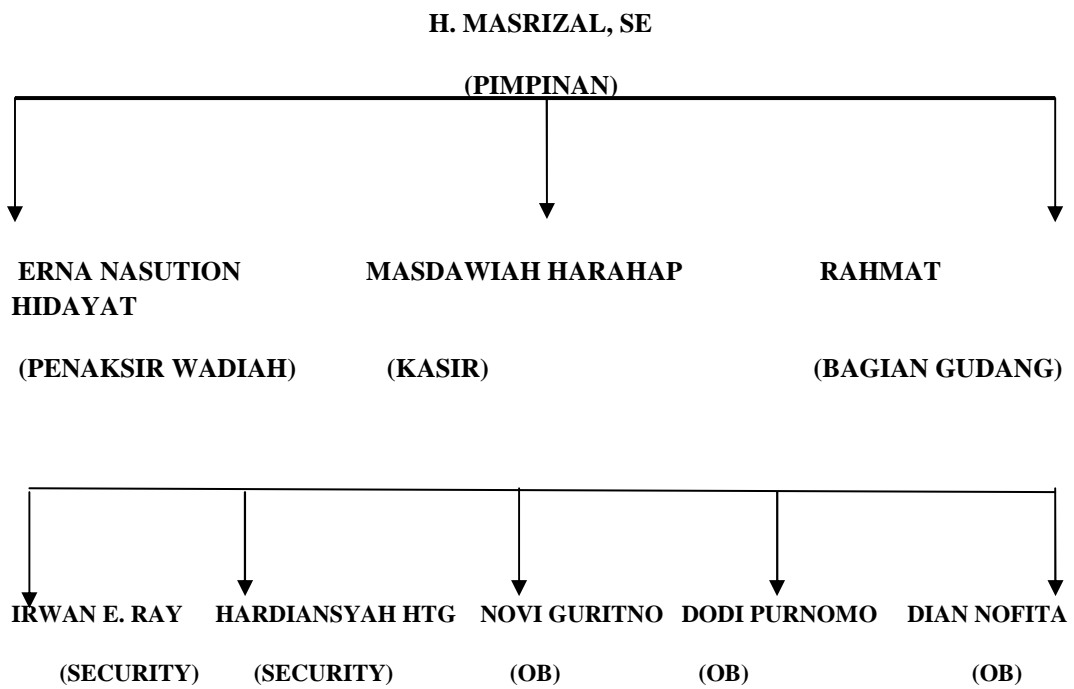 H. MASRIZAL, SE
(PIMPINAN)
ERNA NASUTION MASDAWIAH HARAHAP RAHMAT
HIDAYAT
(PENAKSIR WADIAH) (KASIR) (BAGIAN GUDANG)
IRWAN E. RAY HARDIANSYAH HTG NOVI GURITNO DODI PURNOMO DIAN NOFITA
(SECURITY) (SECURITY) (OB) (OB) (OB)